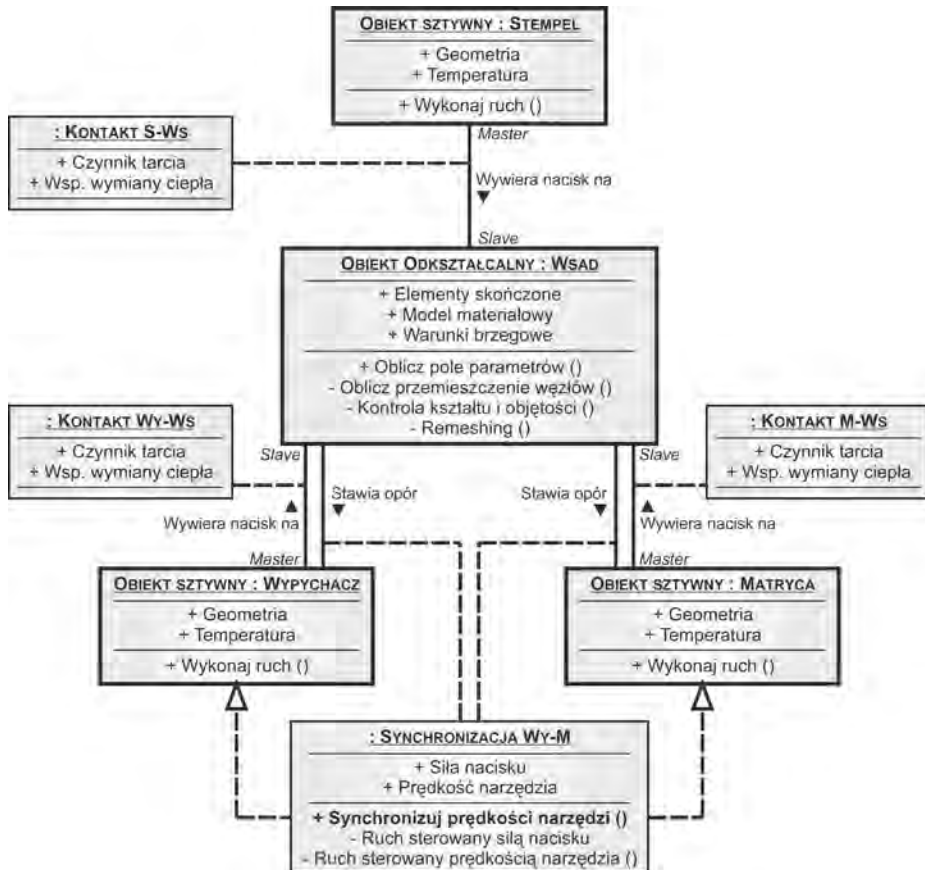 OBIEKT SZTYWNY : STEMPEL
+ Geometria
+ Temperatura
+ Wykonaj ruch ()
Master
: KONTAKT S-WS
+ Czynnik tarcia
+ Wsp. wymiany ciepła
Wywiera nacisk na
Slave
OBIEKT ODKSZTAŁCALNY : WSAD
+ Elementy skończone
+ Model materiałowy
+ Warunki brzegowe
+ Oblicz pole parametrów ()
- Oblicz przemieszczenie węzłów ()
- Kontrola kształtu i objętości ()
- Remeshing ()
: KONTAKT WY-WS
+ Czynnik tarcia
+ Wsp. wymiany ciepła
: KONTAKT M-WS
+ Czynnik tarcia
+ Wsp. wymiany ciepła
Slave
Stawia opór
Wywiera nacisk na
Master
Slave
Stawia opór
Wywiera nacisk na
Master
OBIEKT SZTYWNY : WYPYCHACZ
+ Geometria
+ Temperatura
+ Wykonaj ruch ()
OBIEKT SZTYWNY : MATRYCA
+ Geometria
+ Temperatura
+ Wykonaj ruch ()
: SYNCHRONIZACJA WY-M
+ Siła nacisku
+ Prędkość narzędzia
+ Synchronizuj prędkości narzędzi ()
- Ruch sterowany siłą nacisku
- Ruch sterowany prędkością narzędzia ()